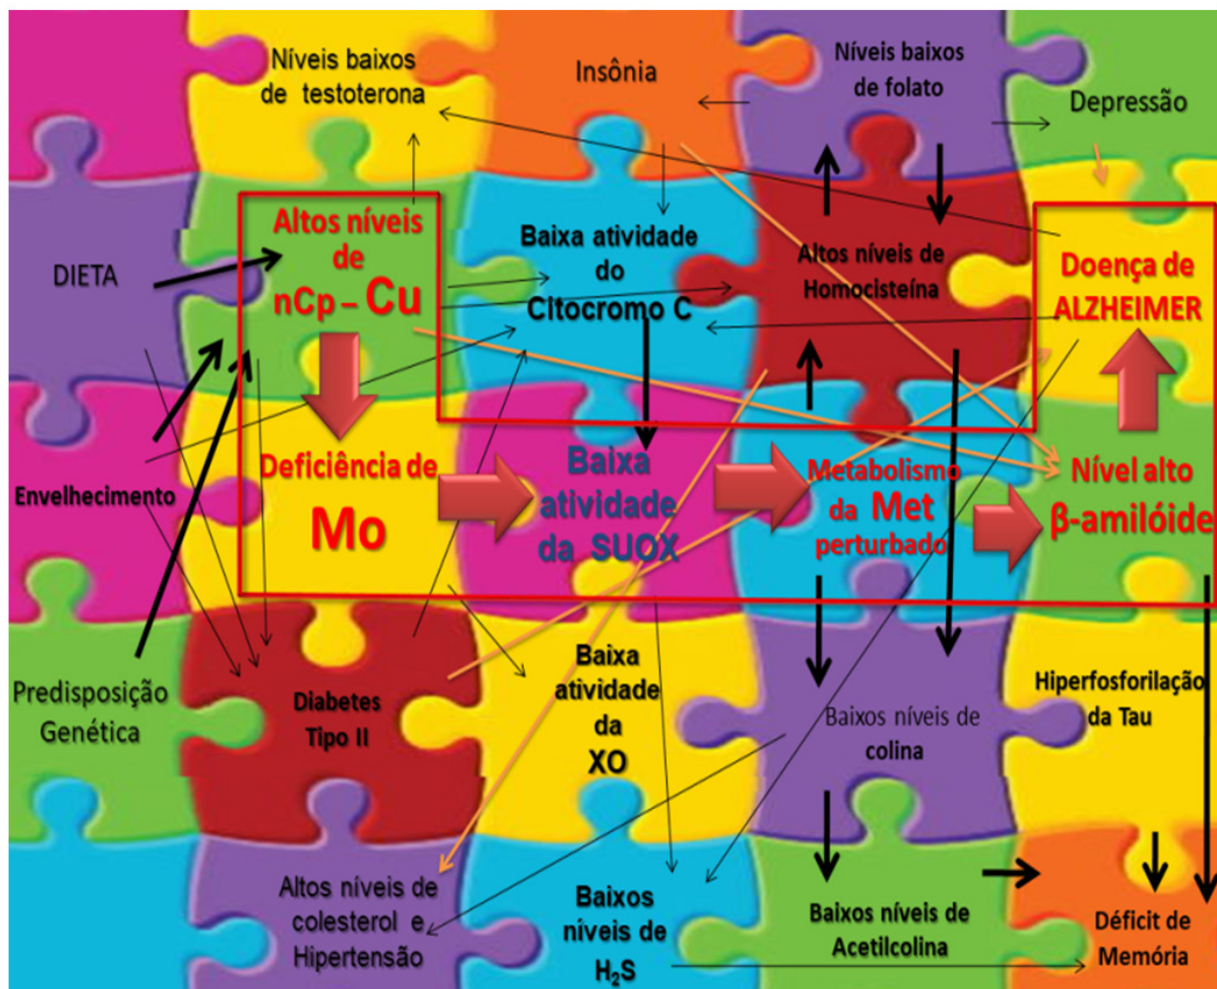 Níveis baixos
de testoterona
Insônia
Níveis baixos
de folato
Depressão
DIETA
Altos níveis
de
nCp – Cu
Baixa atividade
do
Citocromo C
Altos níveis de
Homocisteína
Doença de
ALZHEIMER
Envelhecimento
Deficiência de
Mo
Baixa
atividade
da SUOX
Metabolismo
da Met
perturbado
Nível alto
β-amilóide
Predisposição
Genética
Diabetes
Tipo II
Baixa
atividade
da
XO
Baixos níveis de
colina
Hiperfosforilação
da Tau
Altos níveis de
colesterol e
Hipertensão
Baixos
níveis de
H₂S
Baixos níveis de
Acetilcolina
Déficit de
Memória